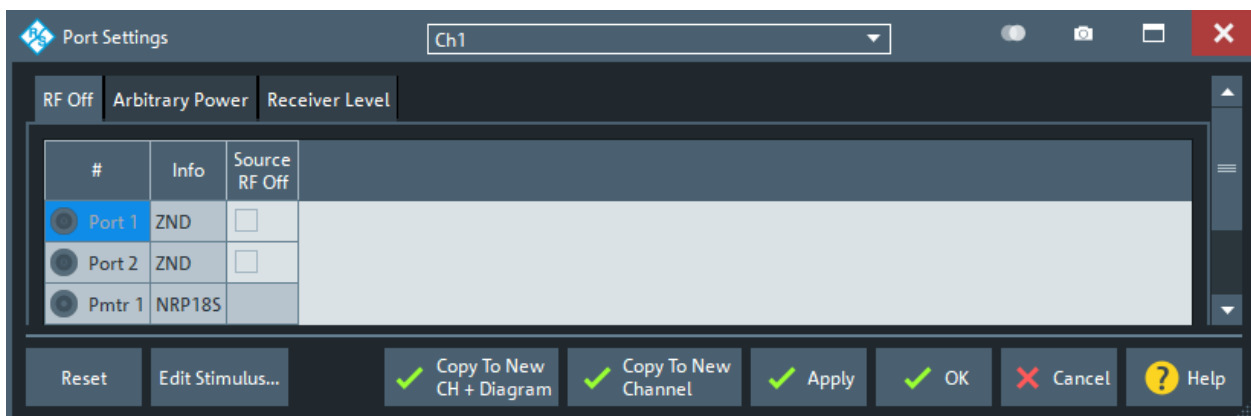 R&S Port Settings Ch1
RF Off Arbitrary Power Receiver Level
# Info Source
RF Off
Port 1 ZND
Port 2 ZND
Pmtr 1 NRP18S
Reset Edit Stimulus... Copy To New
CH + Diagram Copy To New
Channel Apply OK Cancel ? Help